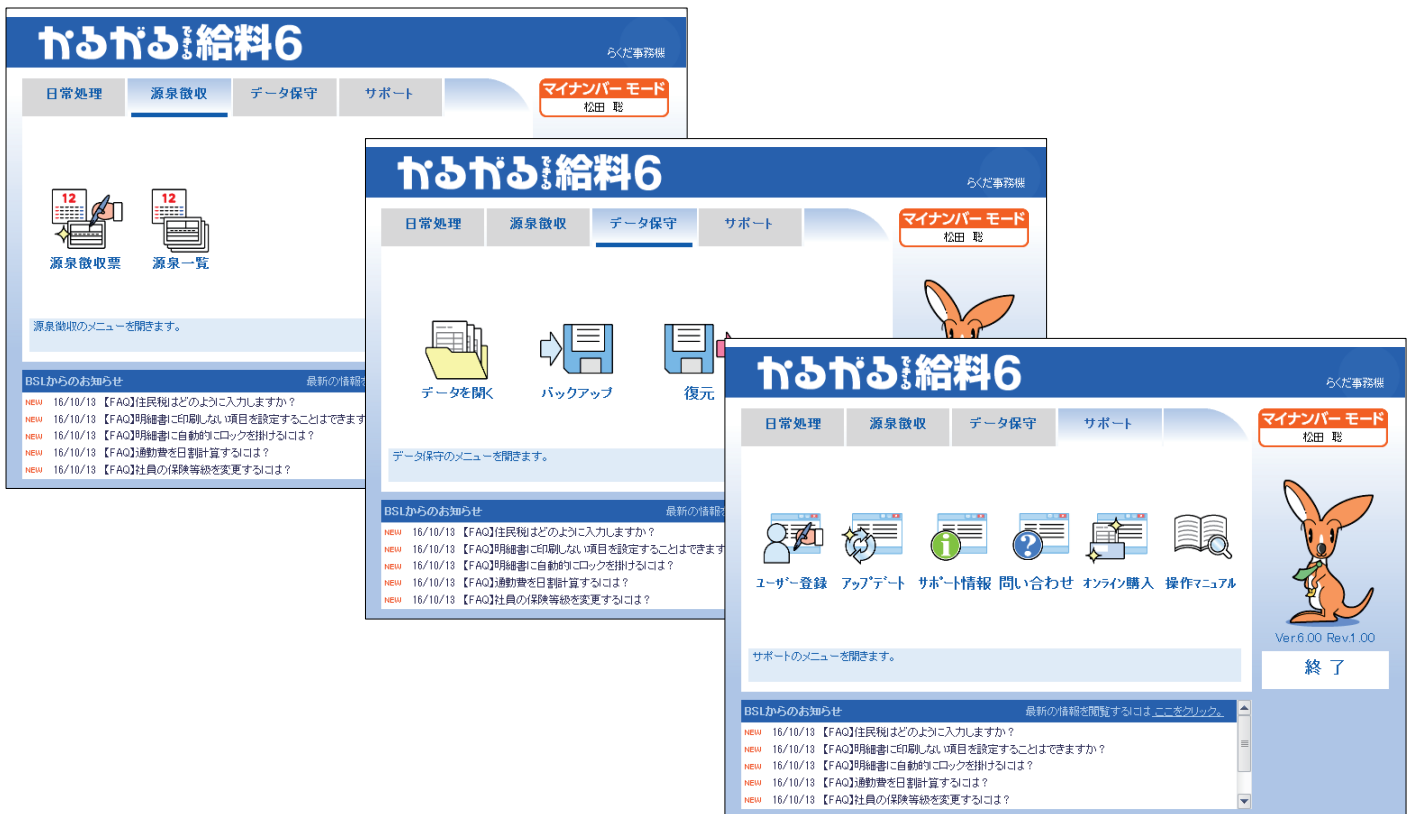 かるがるできる給料6
らくだ事務機
日常処理 源泉徴収 データ保守 サポート
マイナンバー モード
松田 聡
12 12
源泉徴収票 源泉一覧
源泉徴収のメニューを開きます。
BSLからのお知らせ 最新の情報
NEW 16/10/13 【FAQ】住民税はどのように入力しますか？
NEW 16/10/13 【FAQ】明細書に印刷しない項目を設定することはできます
NEW 16/10/13 【FAQ】明細書に自動的にロックを掛けるには？
NEW 16/10/13 【FAQ】通勤費を日割計算するには？
NEW 16/10/13 【FAQ】社員の保険等級を変更するには？
かるがるできる給料6
らくだ事務機
日常処理 源泉徴収 データ保守 サポート
マイナンバー モード
松田 聡
データを開く バックアップ 復元
データ保守のメニューを開きます。
BSLからのお知らせ 最新の情報
NEW 16/10/13 【FAQ】住民税はどのように入力しますか？
NEW 16/10/13 【FAQ】明細書に印刷しない項目を設定することはできます
NEW 16/10/13 【FAQ】明細書に自動的にロックを掛けるには？
NEW 16/10/13 【FAQ】通勤費を日割計算するには？
NEW 16/10/13 【FAQ】社員の保険等級を変更するには？
かるがるできる給料6
らくだ事務機
日常処理 源泉徴収 データ保守 サポート
マイナンバー モード
松田 聡
ユーザー登録 アップデート サポート情報 問い合わせ オンライン購入 操作マニュアル
Ver.6.00 Rev.1.00
サポートのメニューを開きます。
終 了
BSLからのお知らせ 最新の情報を閲覧するには ここをクリック。
NEW 16/10/13 【FAQ】住民税はどのように入力しますか？
NEW 16/10/13 【FAQ】明細書に印刷しない項目を設定することはできますか？
NEW 16/10/13 【FAQ】明細書に自動的にロックを掛けるには？
NEW 16/10/13 【FAQ】通勤費を日割計算するには？
NEW 16/10/13 【FAQ】社員の保険等級を変更するには？